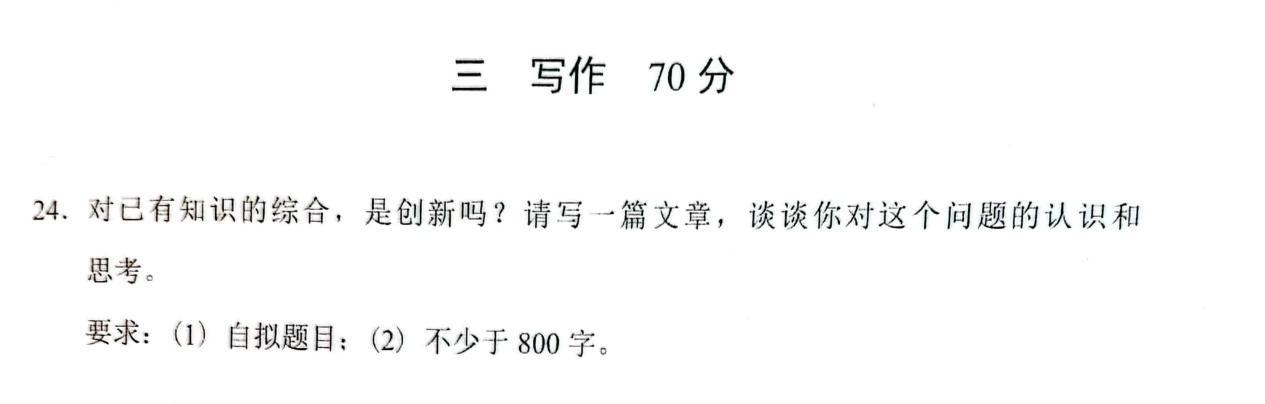 三 写作 70 分
24. 对已有知识的综合，是创新吗？请写一篇文章，谈谈你对这个问题的认识和
思考。
要求：(1) 自拟题目；(2) 不少于 800 字。